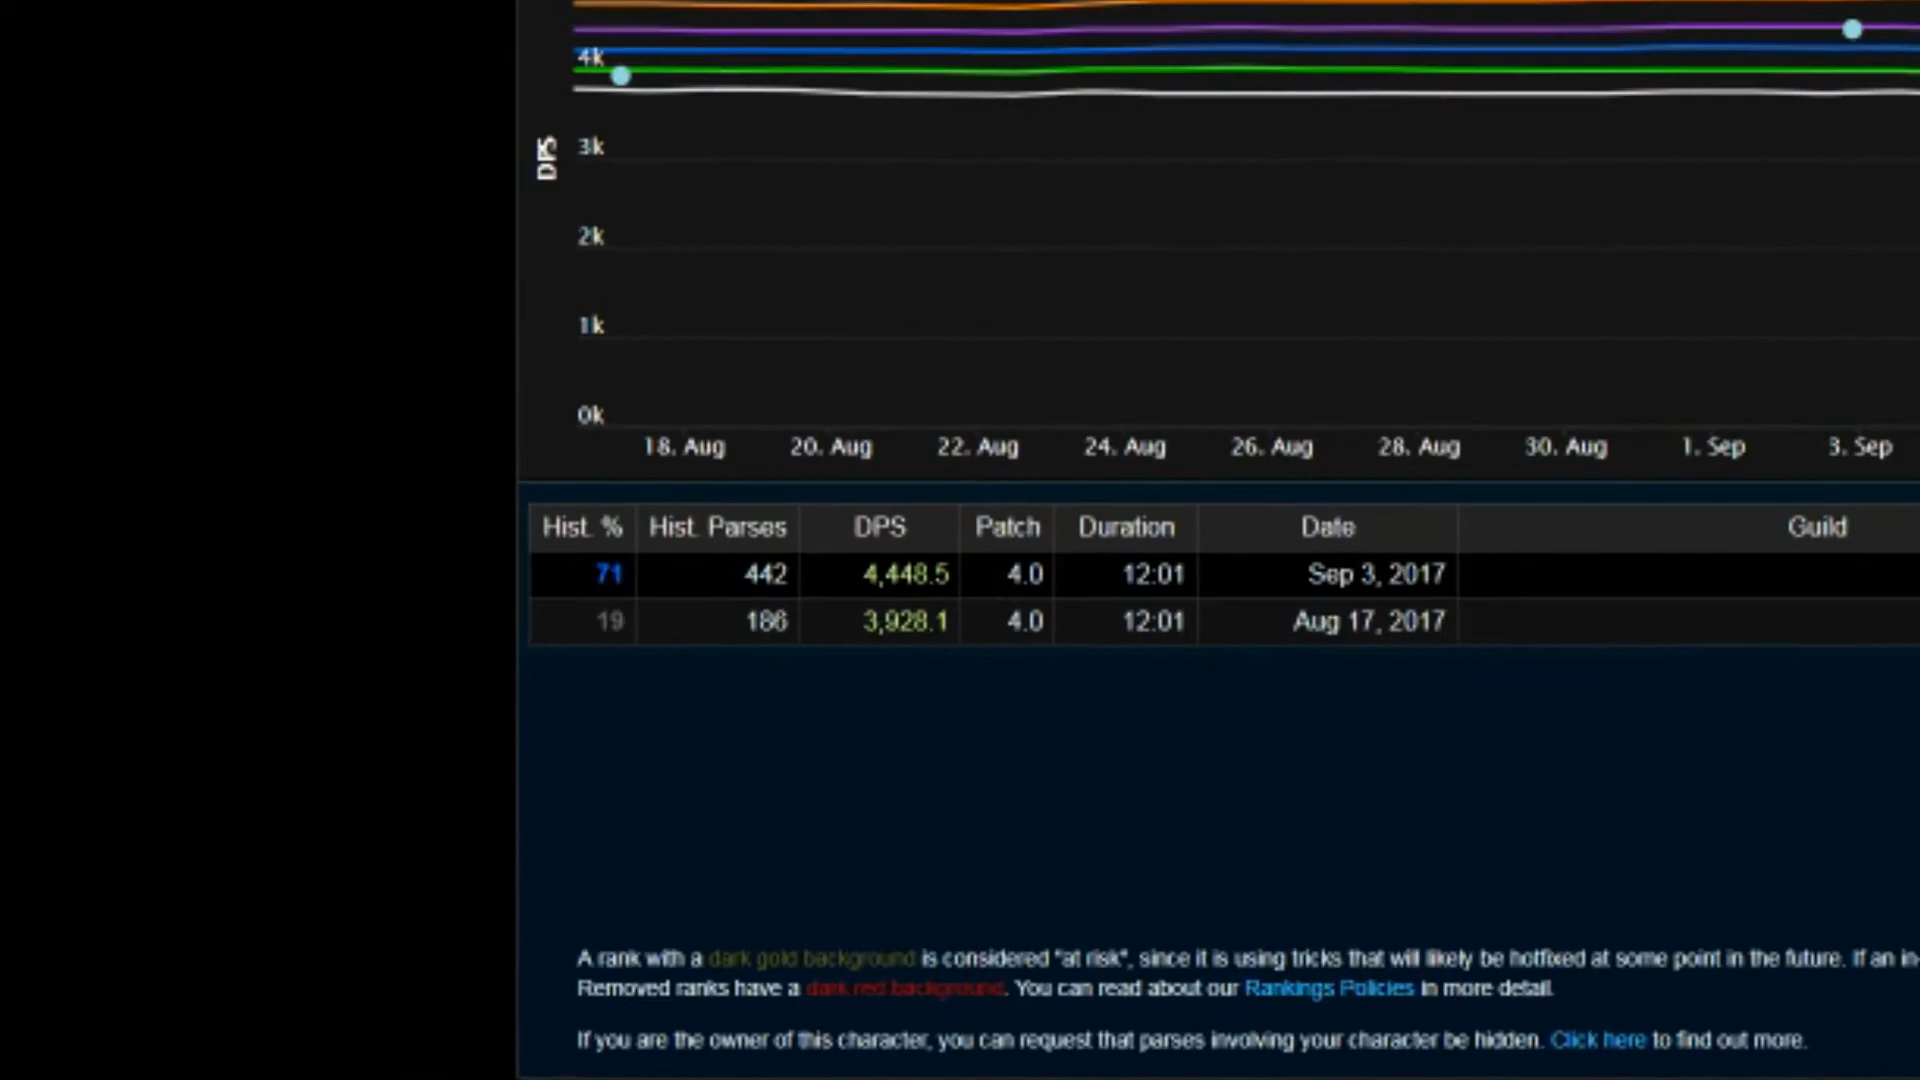 4k
3k
DPS
2k
1k
0k
18. Aug 20. Aug 22. Aug 24. Aug 26. Aug 28. Aug 30. Aug 1. Sep 3. Sep
Hist. % Hist. Parses DPS Patch Duration Date Guild
71 442 4,448.5 4.0 12:01 Sep 3, 2017
19 186 3,928.1 4.0 12:01 Aug 17, 2017
A rank with a dark gold background is considered "at risk", since it is using tricks that will likely be hotfixed at some point in the future. If an in-
Removed ranks have a dark red background. You can read about our Rankings Policies in more detail.
If you are the owner of this character, you can request that parses involving your character be hidden. Click here to find out more.